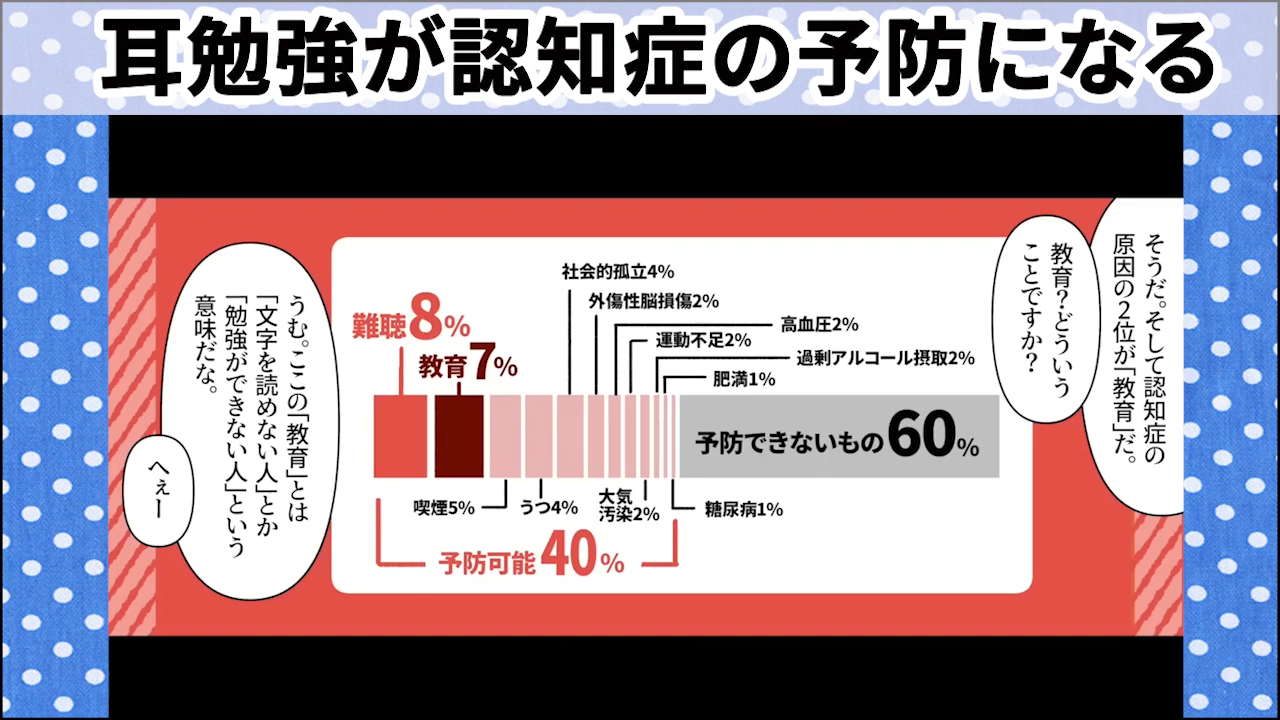 耳勉強が認知症の予防になる
そうだ。そして認知症の
原因の2位が「教育」だ。
教育?どういう
ことですか?
社会的孤立4%
外傷性脳損傷2%
難聴8%
高血圧2%
運動不足2%
教育7%
過剰アルコール摂取2%
肥満1%
予防できないもの60%
喫煙5%
うつ4%
大気
汚染2%
糖尿病1%
予防可能40%
うむ。ここの「教育」とは
「文字を読めない人」とか
「勉強ができない人」という
意味だな。
へぇー